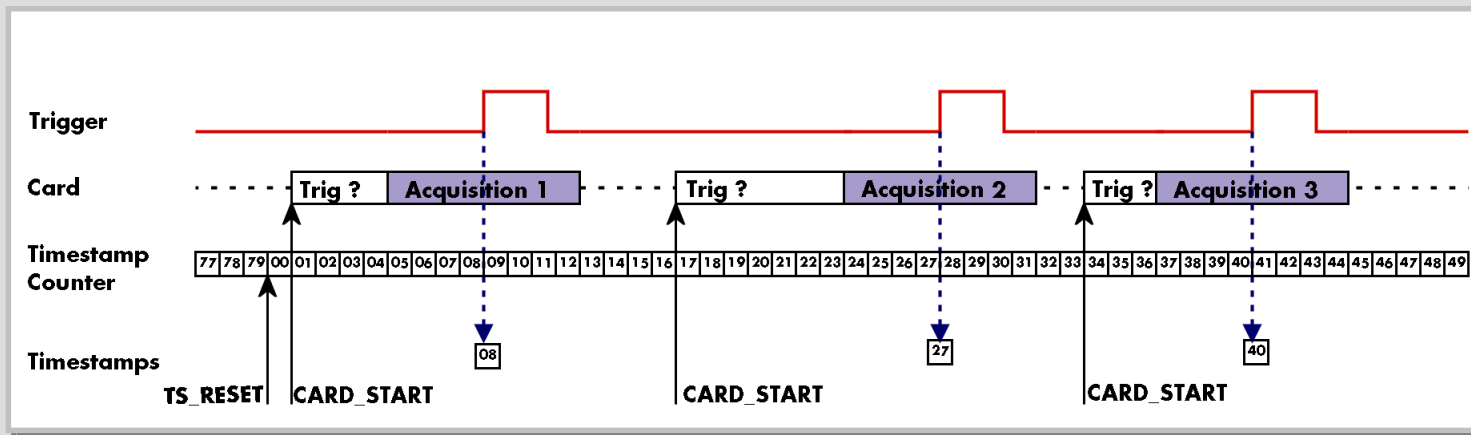 Trigger
Card
Trig ? Acquisition 1 Trig ? Acquisition 2 Trig ? Acquisition 3
Timestamp
Counter
77 78 79 00 01 02 03 04 05 06 07 08 09 10 11 12 13 14 15 16 17 18 19 20 21 22 23 24 25 26 27 28 29 30 31 32 33 34 35 36 37 38 39 40 41 42 43 44 45 46 47 48 49
Timestamps
08 27 40
TS_RESET CARD_START CARD_START CARD_START